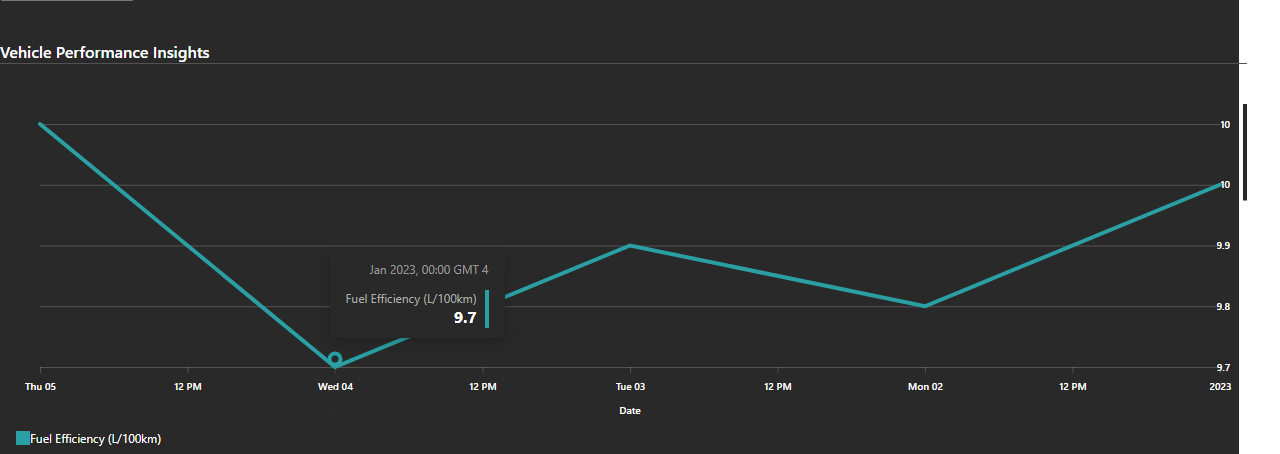 Vehicle Performance Insights
10
10
9.9
9.8
9.7
Jan 2023, 00:00 GMT 4
Fuel Efficiency (L/100km)
9.7
Thu 05 12 PM Wed 04 12 PM Tue 03 12 PM Mon 02 12 PM 2023
Date
Fuel Efficiency (L/100km)